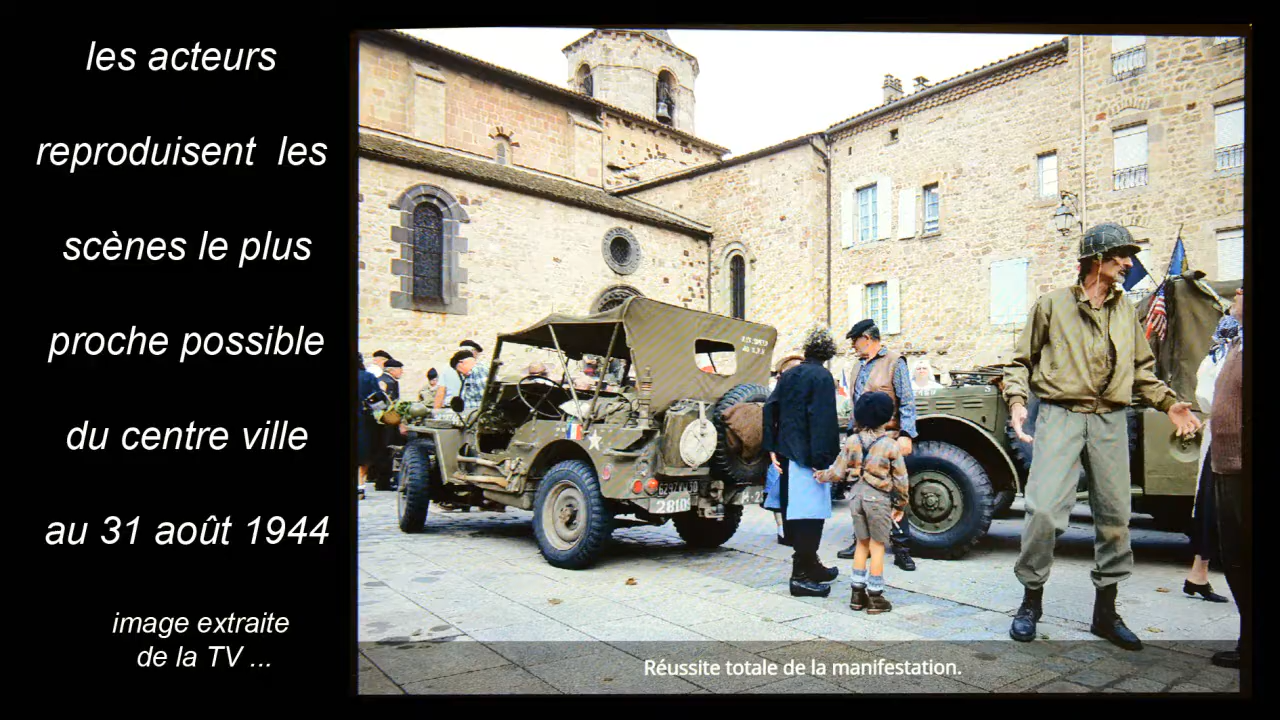 les acteurs
reproduisent les
scènes le plus
proche possible
du centre ville
au 31 août 1944
image extraite
de la TV ...
Réussite totale de la manifestation.